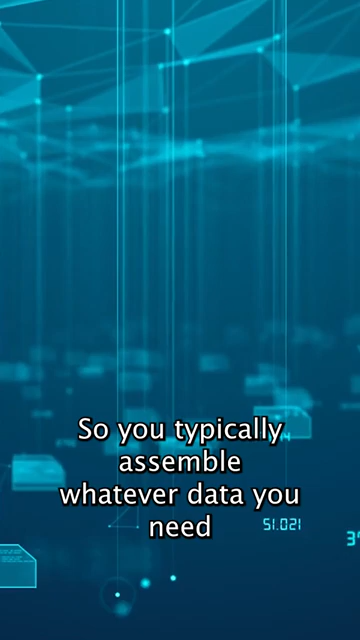 So you typically
assemble
whatever data you
need
51.021